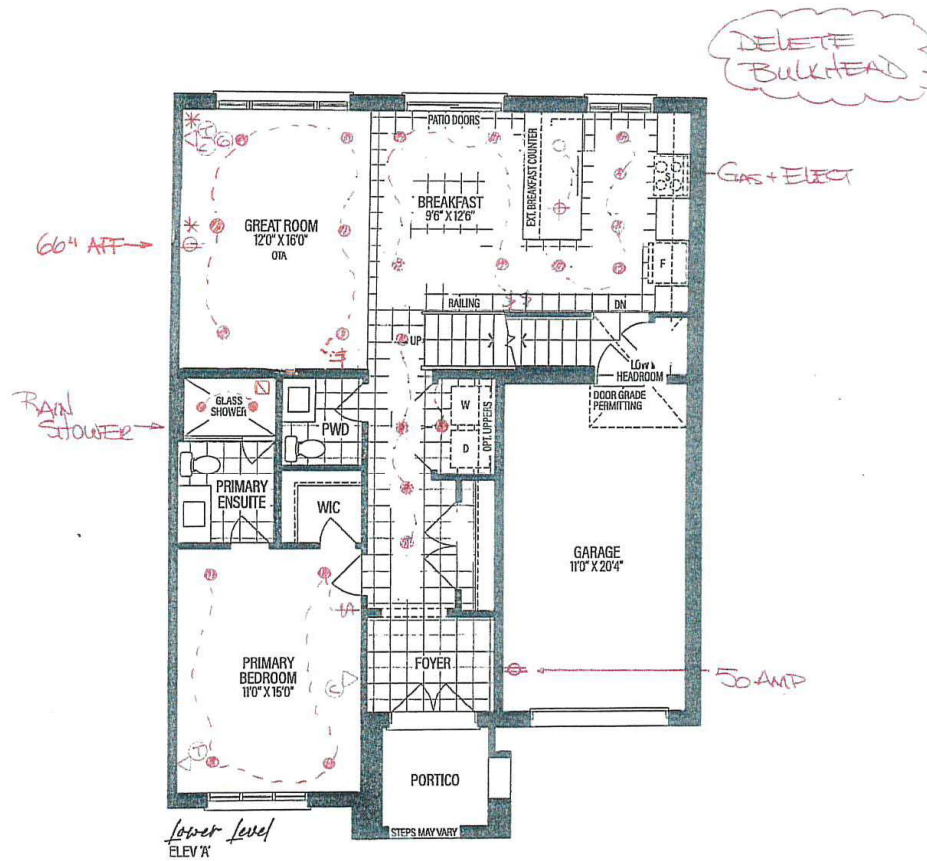 DELETE
BULKHEAD
PATIO DOORS
EXT. BREAKFAST COUNTER
S
GAS + ELECT
T
C
G
BREAKFAST
9'6" X 12'6"
GREAT ROOM
12'0" X 16'0"
OTA
66" AFF
F
RAILING
DN
UP
LOW
HEADROOM
DOOR GRADE
PERMITTING
GLASS
SHOWER
RAIN
SHOWER
PWD
W
D
OPT. UPPERS
PRIMARY
ENSUITE
WIC
GARAGE
11'0" X 20'4"
PRIMARY
BEDROOM
11'0" X 15'0"
C
FOYER
50 AMP
T
PORTICO
STEPS MAY VARY
Lower Level
ELEV 'A'